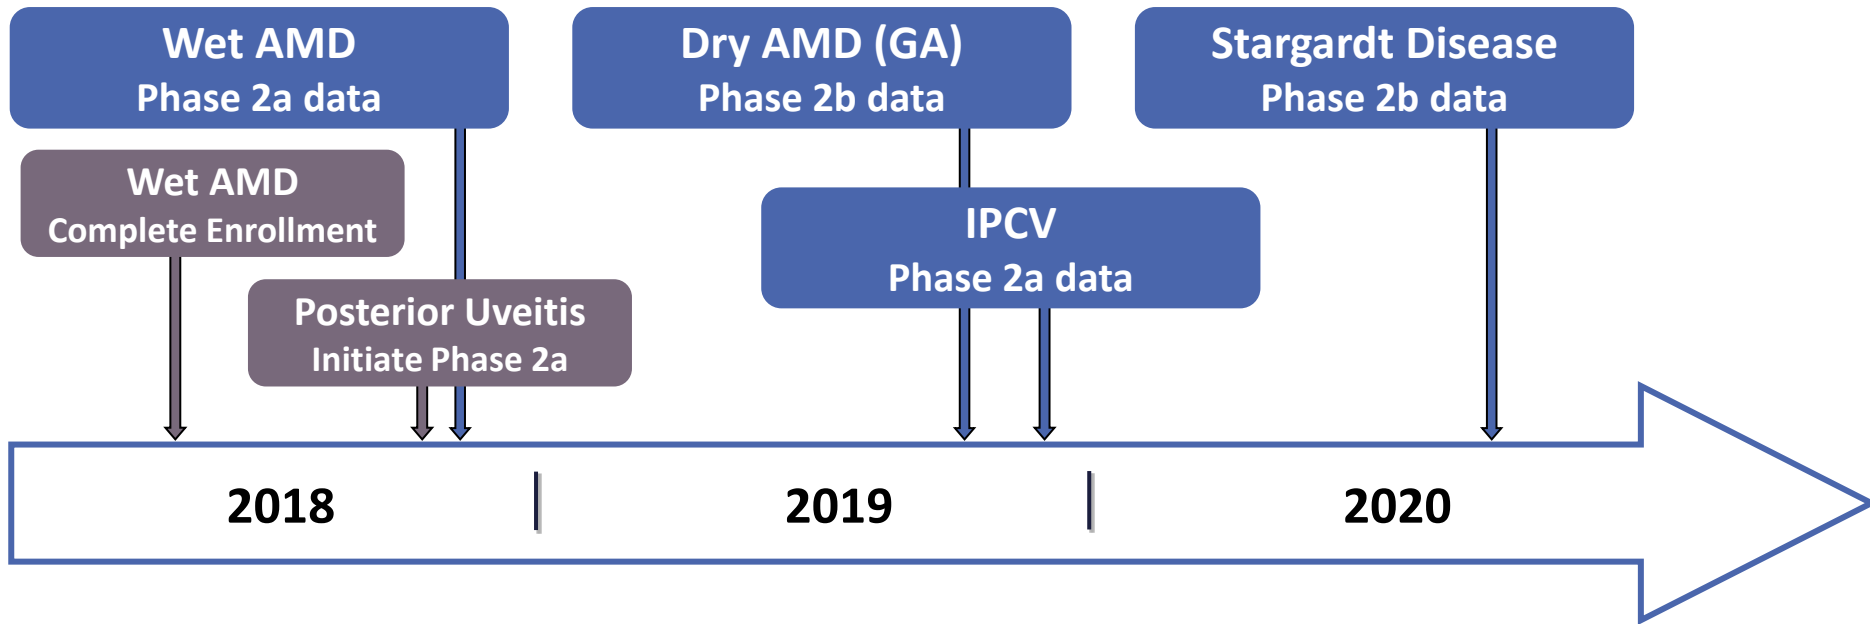 Wet AMD
Phase 2a data
Dry AMD (GA)
Phase 2b data
Stargardt Disease
Phase 2b data
Wet AMD
Complete Enrollment
IPCV
Phase 2a data
Posterior Uveitis
Initiate Phase 2a
2018
2019
2020